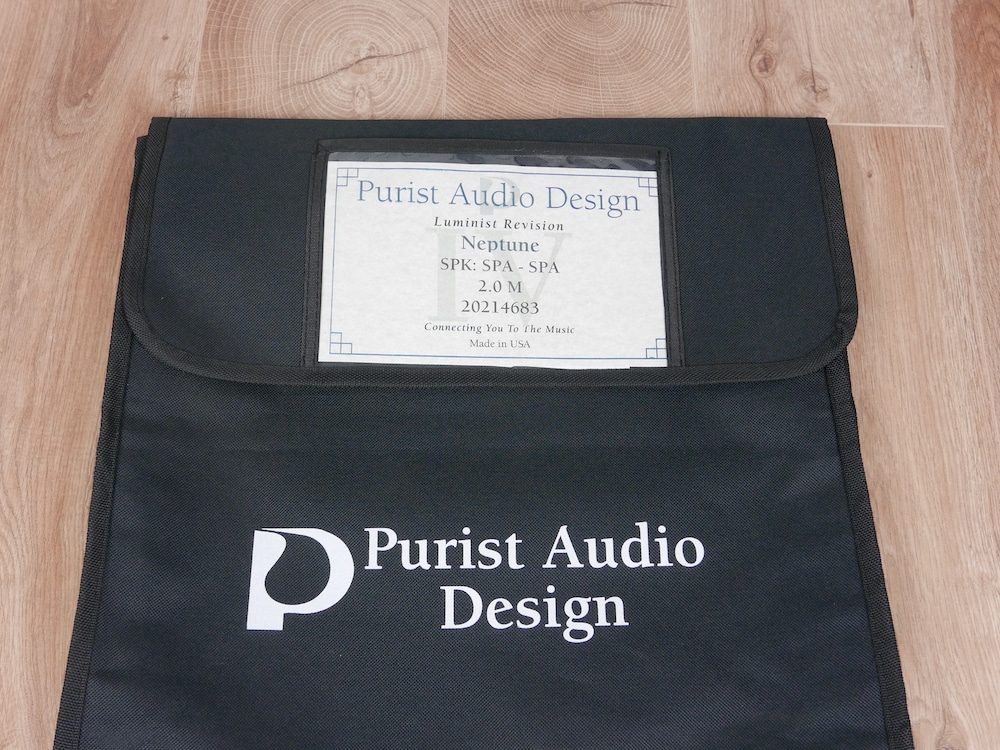 Purist Audio Design
Luminist Revision
Neptune
SPK: SPA - SPA
2.0 M
20214683
Connecting You To The Music
Made in USA
Purist Audio
Design